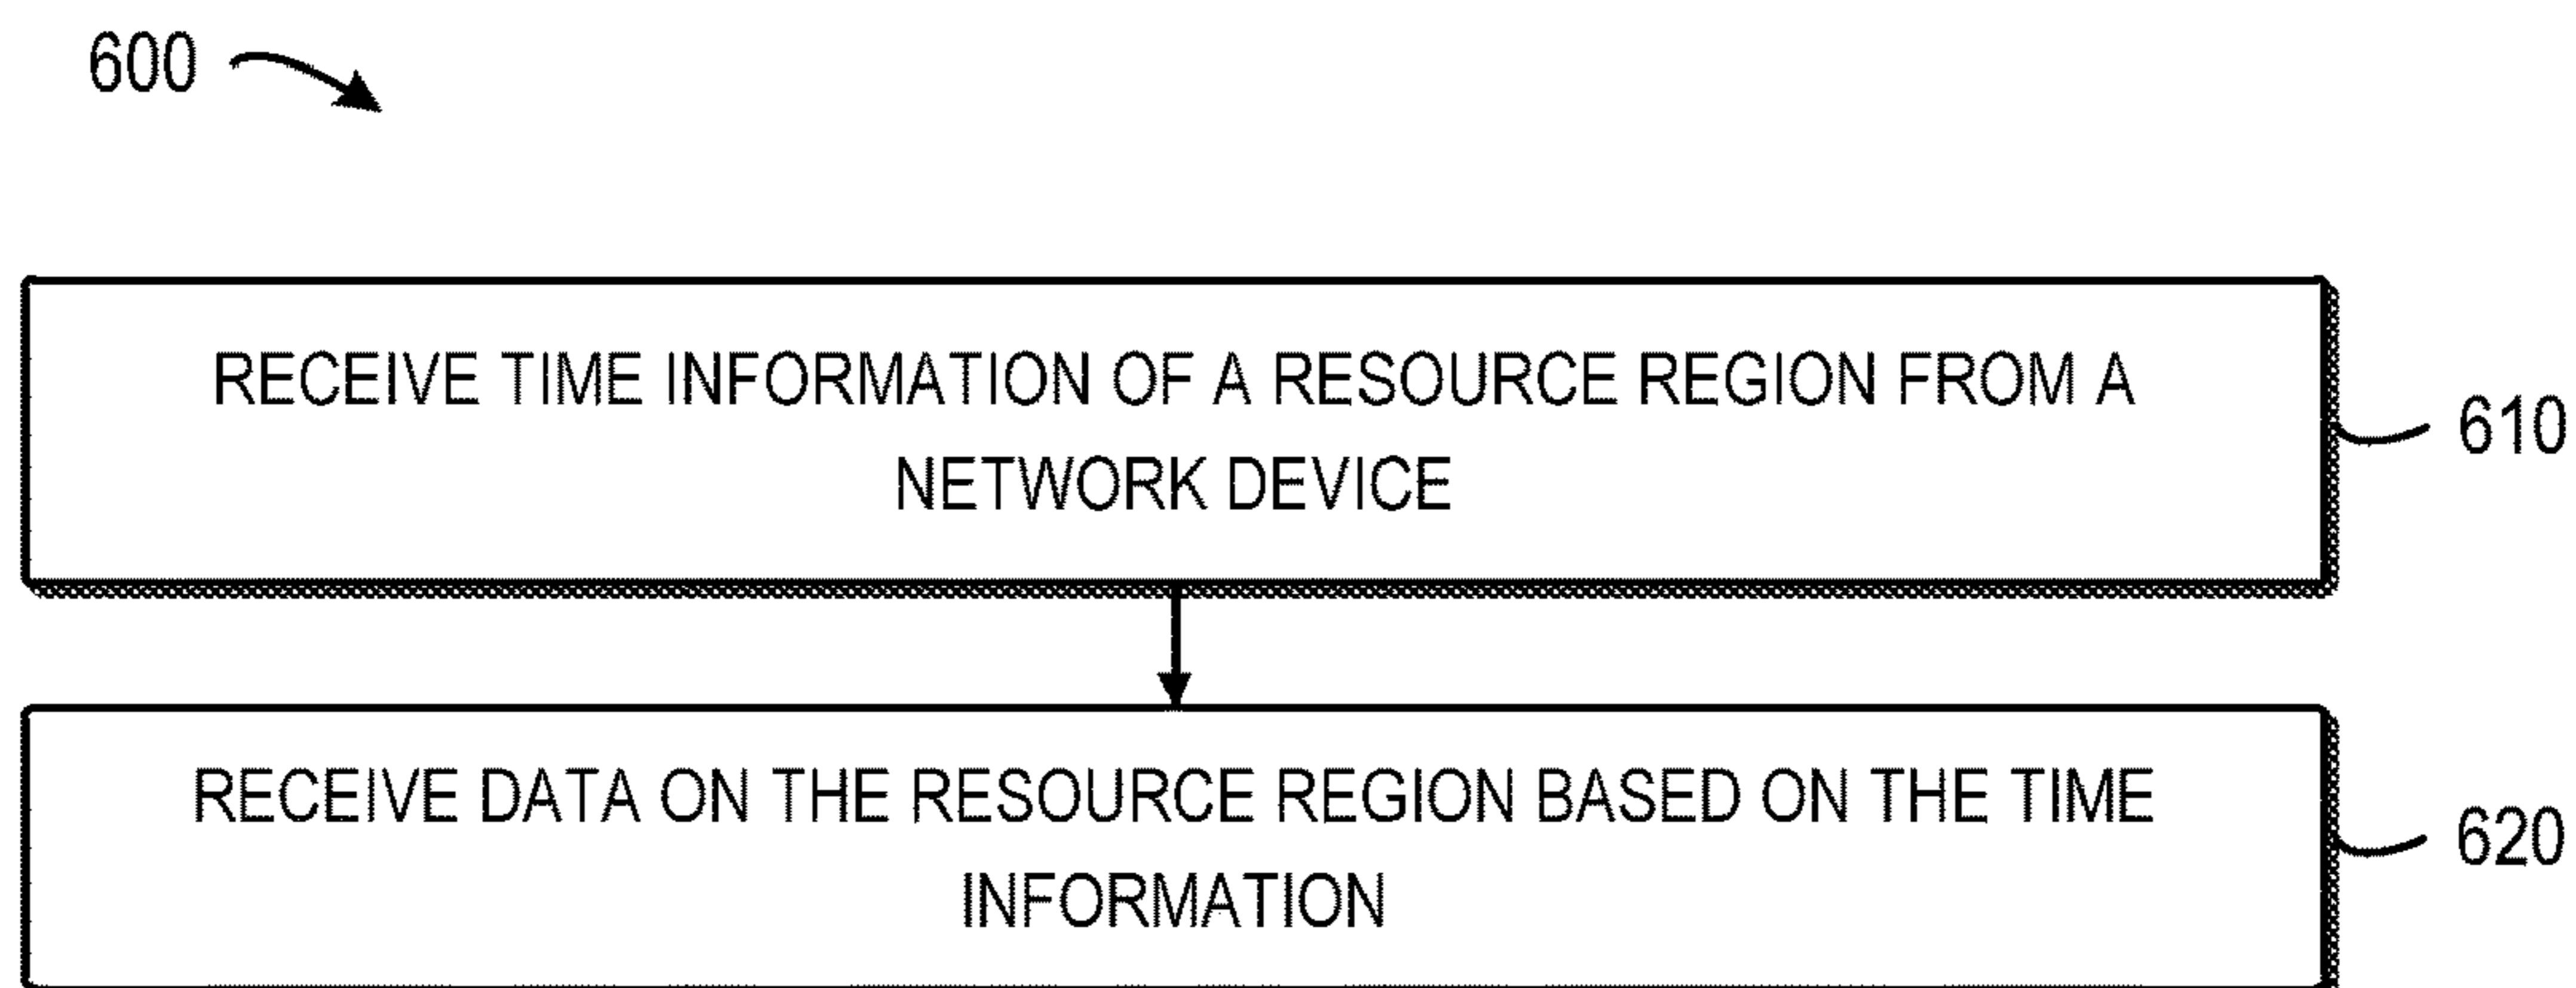 600
RECEIVE TIME INFORMATION OF A RESOURCE REGION FROM A
NETWORK DEVICE
610
RECEIVE DATA ON THE RESOURCE REGION BASED ON THE TIME
INFORMATION
620